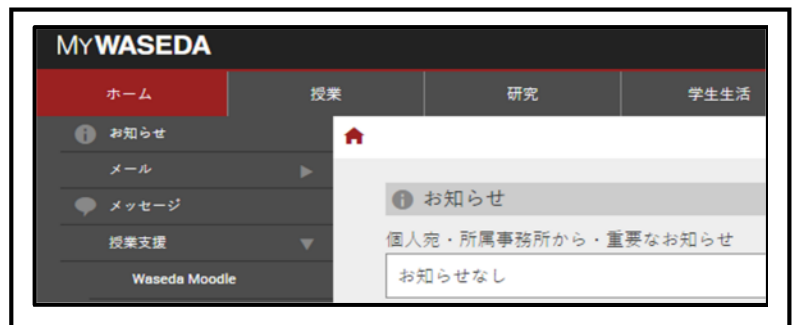 MYWASEDA
ホーム 授業 研究 学生生活
お知らせ
メール
メッセージ
授業支援
Waseda Moodle
お知らせ
個人宛・所属事務所から・重要なお知らせ
お知らせなし